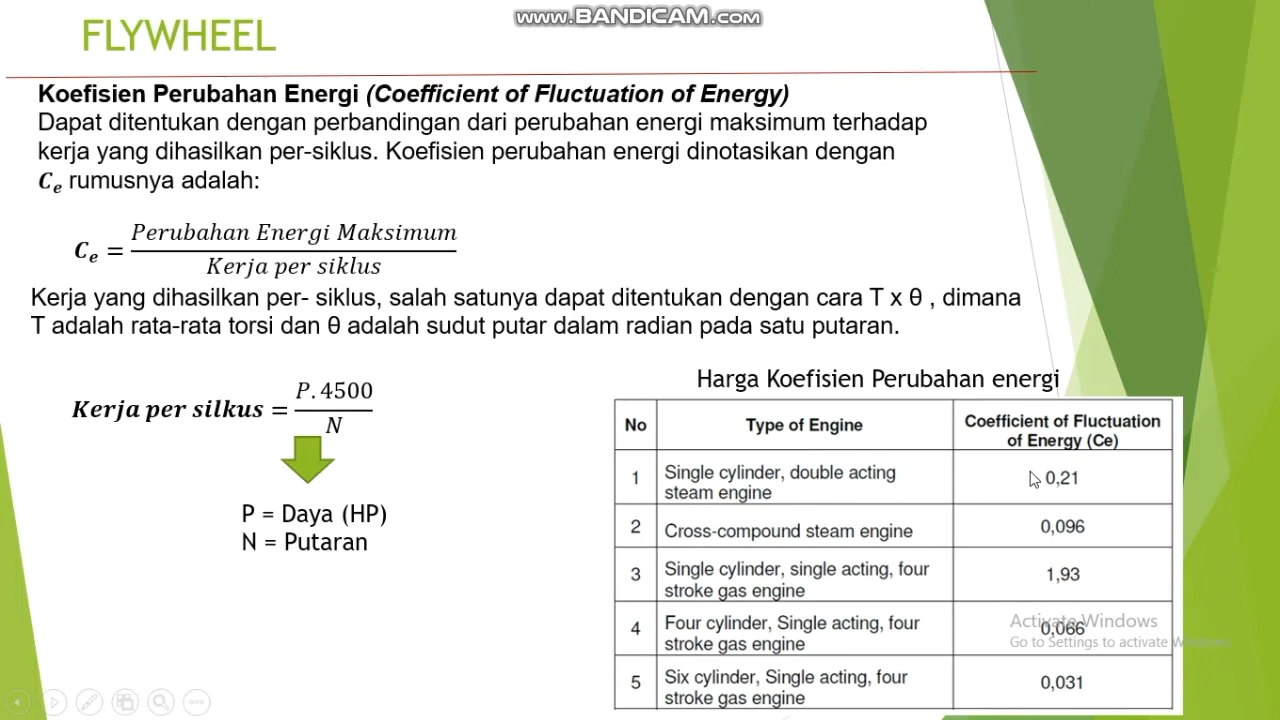 www.BANDICAM.com
FLYWHEEL
Koefisien Perubahan Energi (Coefficient of Fluctuation of Energy)
Dapat ditentukan dengan perbandingan dari perubahan energi maksimum terhadap
kerja yang dihasilkan per-siklus. Koefisien perubahan energi dinotasikan dengan
Cₑ rumusnya adalah:
Cₑ = Perubahan Energi Maksimum
Kerja per siklus
Kerja yang dihasilkan per- siklus, salah satunya dapat ditentukan dengan cara T x θ , dimana
T adalah rata-rata torsi dan θ adalah sudut putar dalam radian pada satu putaran.
Kerja per silkus = P. 4500
N
P = Daya (HP)
N = Putaran
Harga Koefisien Perubahan energi
No Type of Engine Coefficient of Fluctuation
of Energy (Ce)
1 Single cylinder, double acting
steam engine 0,21
2 Cross-compound steam engine 0,096
3 Single cylinder, single acting, four
stroke gas engine 1,93
4 Four cylinder, Single acting, four
stroke gas engine 0,066
5 Six cylinder, Single acting, four
stroke gas engine 0,031
Activate Windows
Go to Settings to activate Windows.